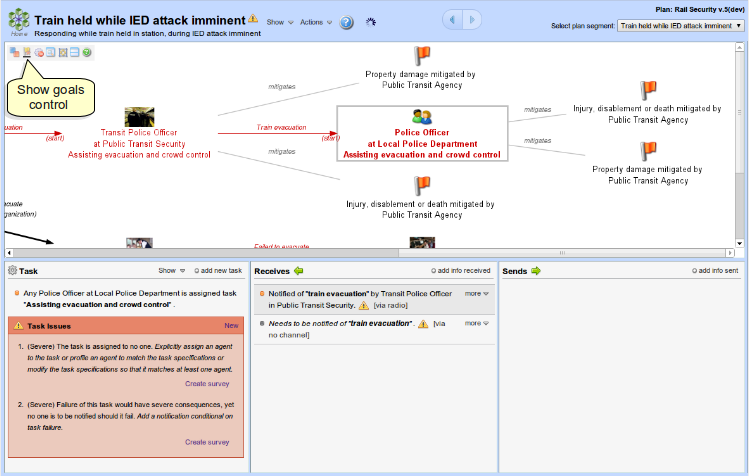 Train held while IED attack imminent
Show
Actions
Plan: Rail Security v.5(dev)
Home
Responding while train held in station, during IED attack imminent
Select plan segment:
Train held while IED attack imminent
Show goals
control
Property damage mitigated by
Public Transit Agency
mitigates
mitigates
Injury, disablement or death mitigated by
Public Transit Agency
uation
(start)
Transit Police Officer
at Public Transit Security
Assisting evacuation and crowd control
Train evacuation
(start)
Police Officer
at Local Police Department
Assisting evacuation and crowd control
mitigates
mitigates
Property damage mitigated by
Public Transit Agency
Injury, disablement or death mitigated by
Public Transit Agency
acuate
ganization)
Failed to evacuate
Task
Show
add new task
Any Police Officer at Local Police Department is assigned task
"Assisting evacuation and crowd control" .
Task Issues
New
1. (Severe) The task is assigned to no one. Explicitly assign an agent
to the task or profile an agent to match the task specifications or
modify the task specifications so that it matches at least one agent.
Create survey
2. (Severe) Failure of this task would have severe consequences, yet
no one is to be notified should it fail. Add a notification conditional on
task failure.
Create survey
Receives
add info received
Notified of "train evacuation" by Transit Police Officer
in Public Transit Security. [via radio]
more
Needs to be notified of "train evacuation" . [via
no channel]
more
Sends
add info sent